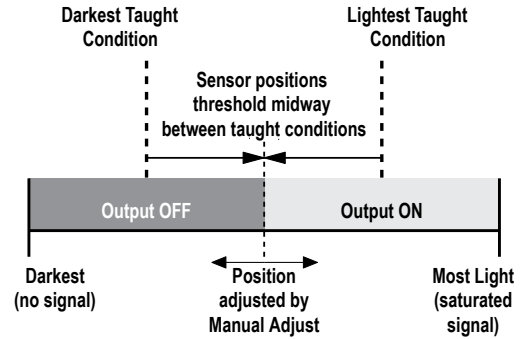 Darkest Taught
Condition
Lightest Taught
Condition
Sensor positions
threshold midway
between taught conditions
Output OFF
Output ON
Darkest
(no signal)
Position
adjusted by
Manual Adjust
Most Light
(saturated
signal)